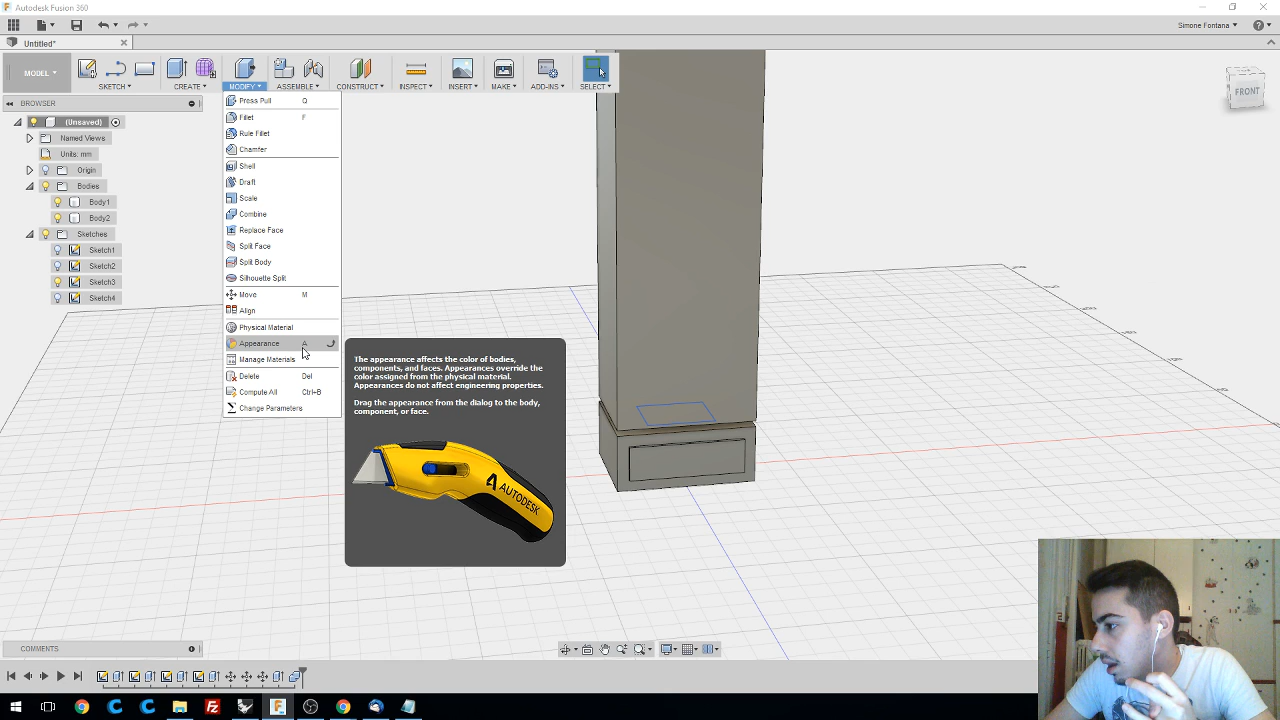 Autodesk Fusion 360
Simone Fontana
Untitled*
MODEL
SKETCH
CREATE
MODIFY
ASSEMBLE
CONSTRUCT
INSPECT
INSERT
MAKE
ADD-INS
SELECT
BROWSER
(Unsaved)
Named Views
Units: mm
Origin
Bodies
Body1
Body2
Sketches
Sketch1
Sketch2
Sketch3
Sketch4
Press Pull Q
Fillet F
Rule Fillet
Chamfer
Shell
Draft
Scale
Combine
Replace Face
Split Face
Split Body
Silhouette Split
Move M
Align
Physical Material
Appearance A
Manage Materials
Delete Del
Compute All Ctrl+B
Change Parameters
The appearance affects the color of bodies,
components, and faces. Appearances override the
color assigned from the physical material.
Appearances do not affect engineering properties.
Drag the appearance from the dialog to the body,
component, or face.
AUTODESK
FRONT
COMMENTS